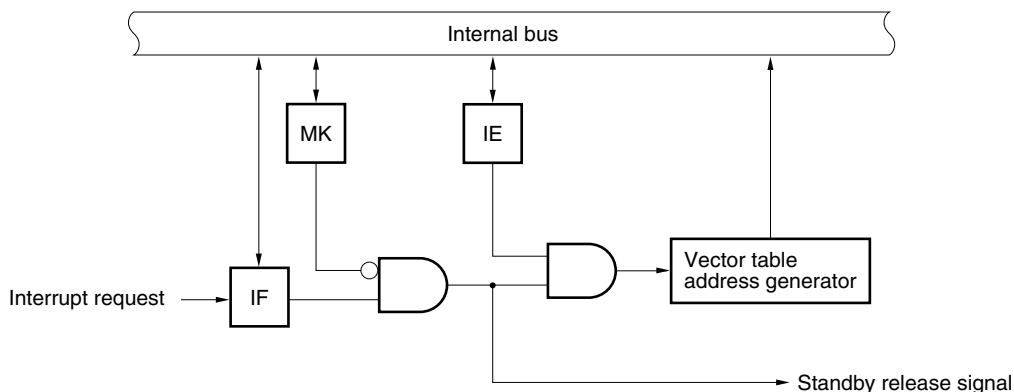 Internal bus
MK
IE
Interrupt request
IF
Vector table
address generator
Standby release signal